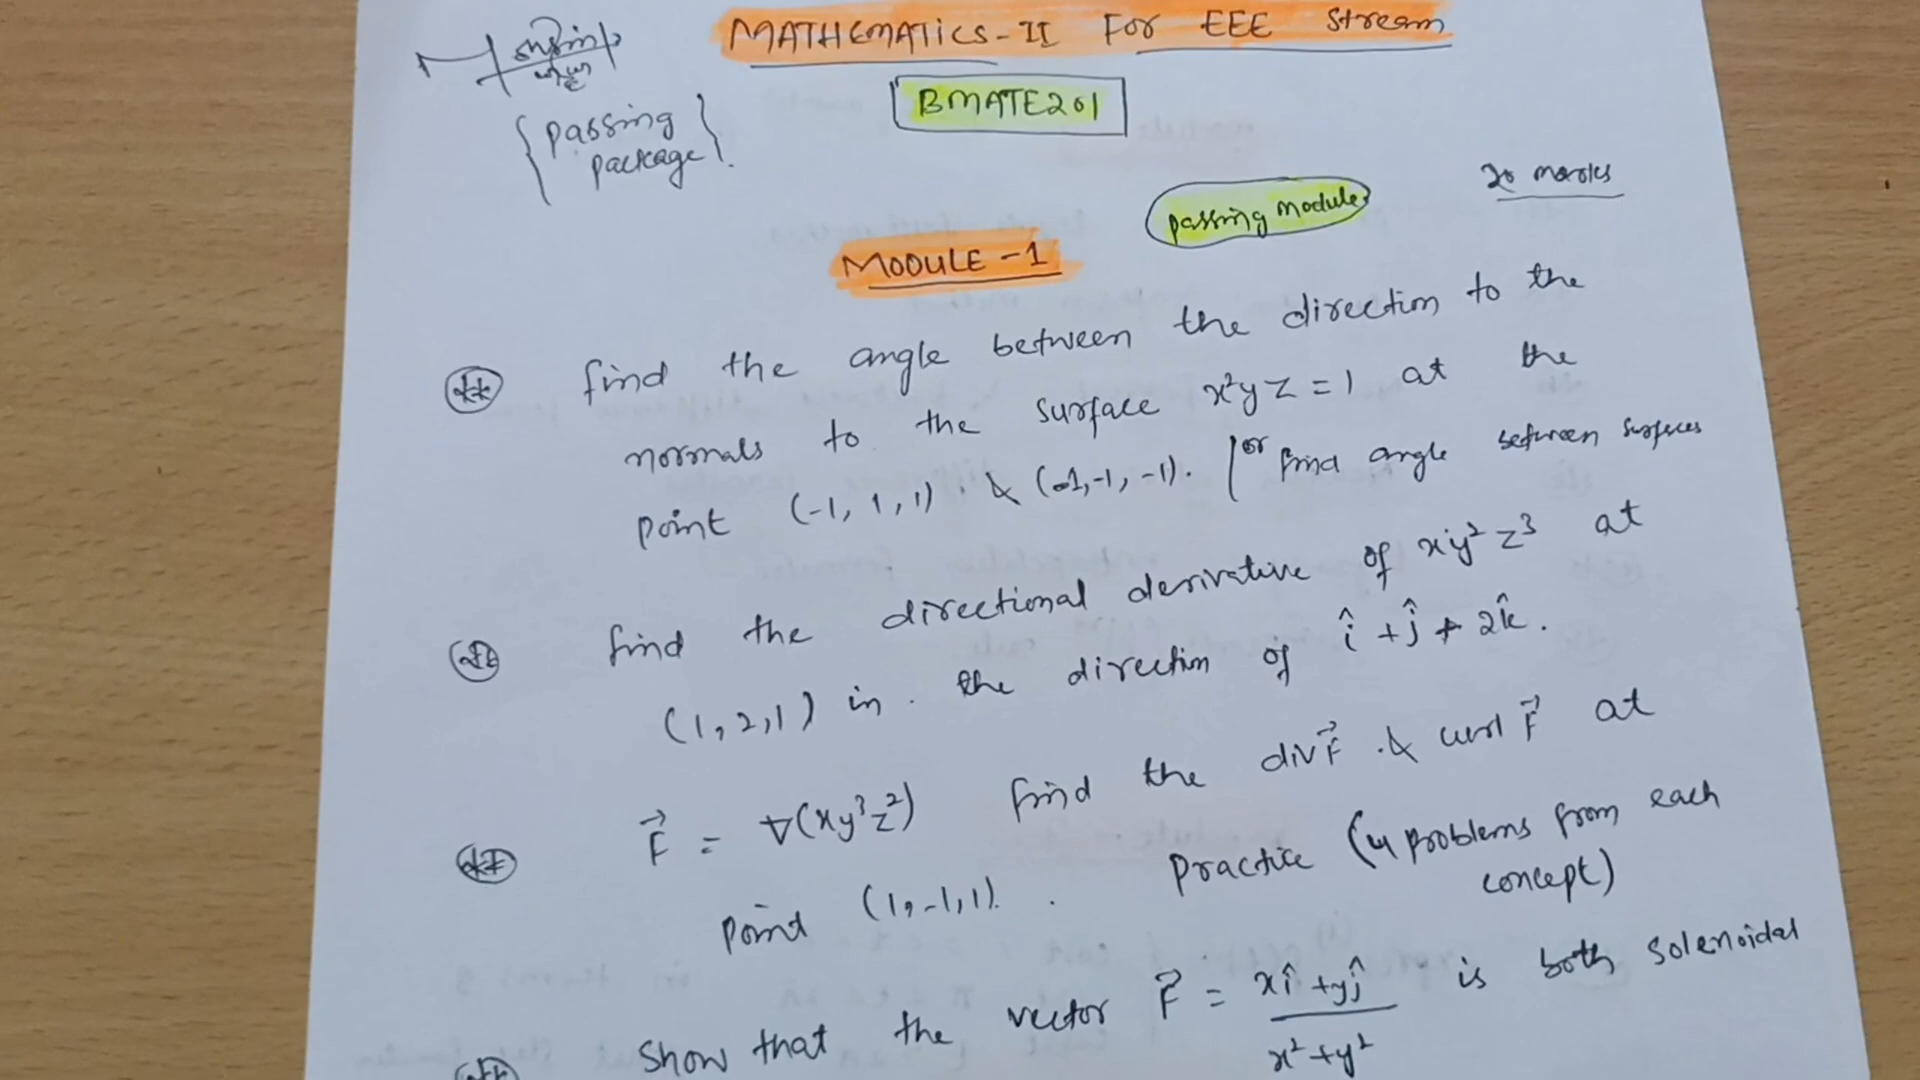 MATHEMATICS-II For EEE Stream
BMATE201
{passing
package}.
20 marks
passing module
MODULE-1
** find the angle between the direction to the
normals to the surface x²yz = 1 at the
point (-1, 1, 1) & (-1, -1, -1). | or find angle between surfaces
find the directional derivative of xy²z³ at
(1, 2, 1) in the direction of î + ĵ + 2k̂.
F⃗ = ∇(xy³z²) find the div F⃗ & curl F⃗ at
point (1, -1, 1). Practice (4 problems from each
concept)
Show that the vector F⃗ = xî + yĵ / x² + y² is both solenoidal